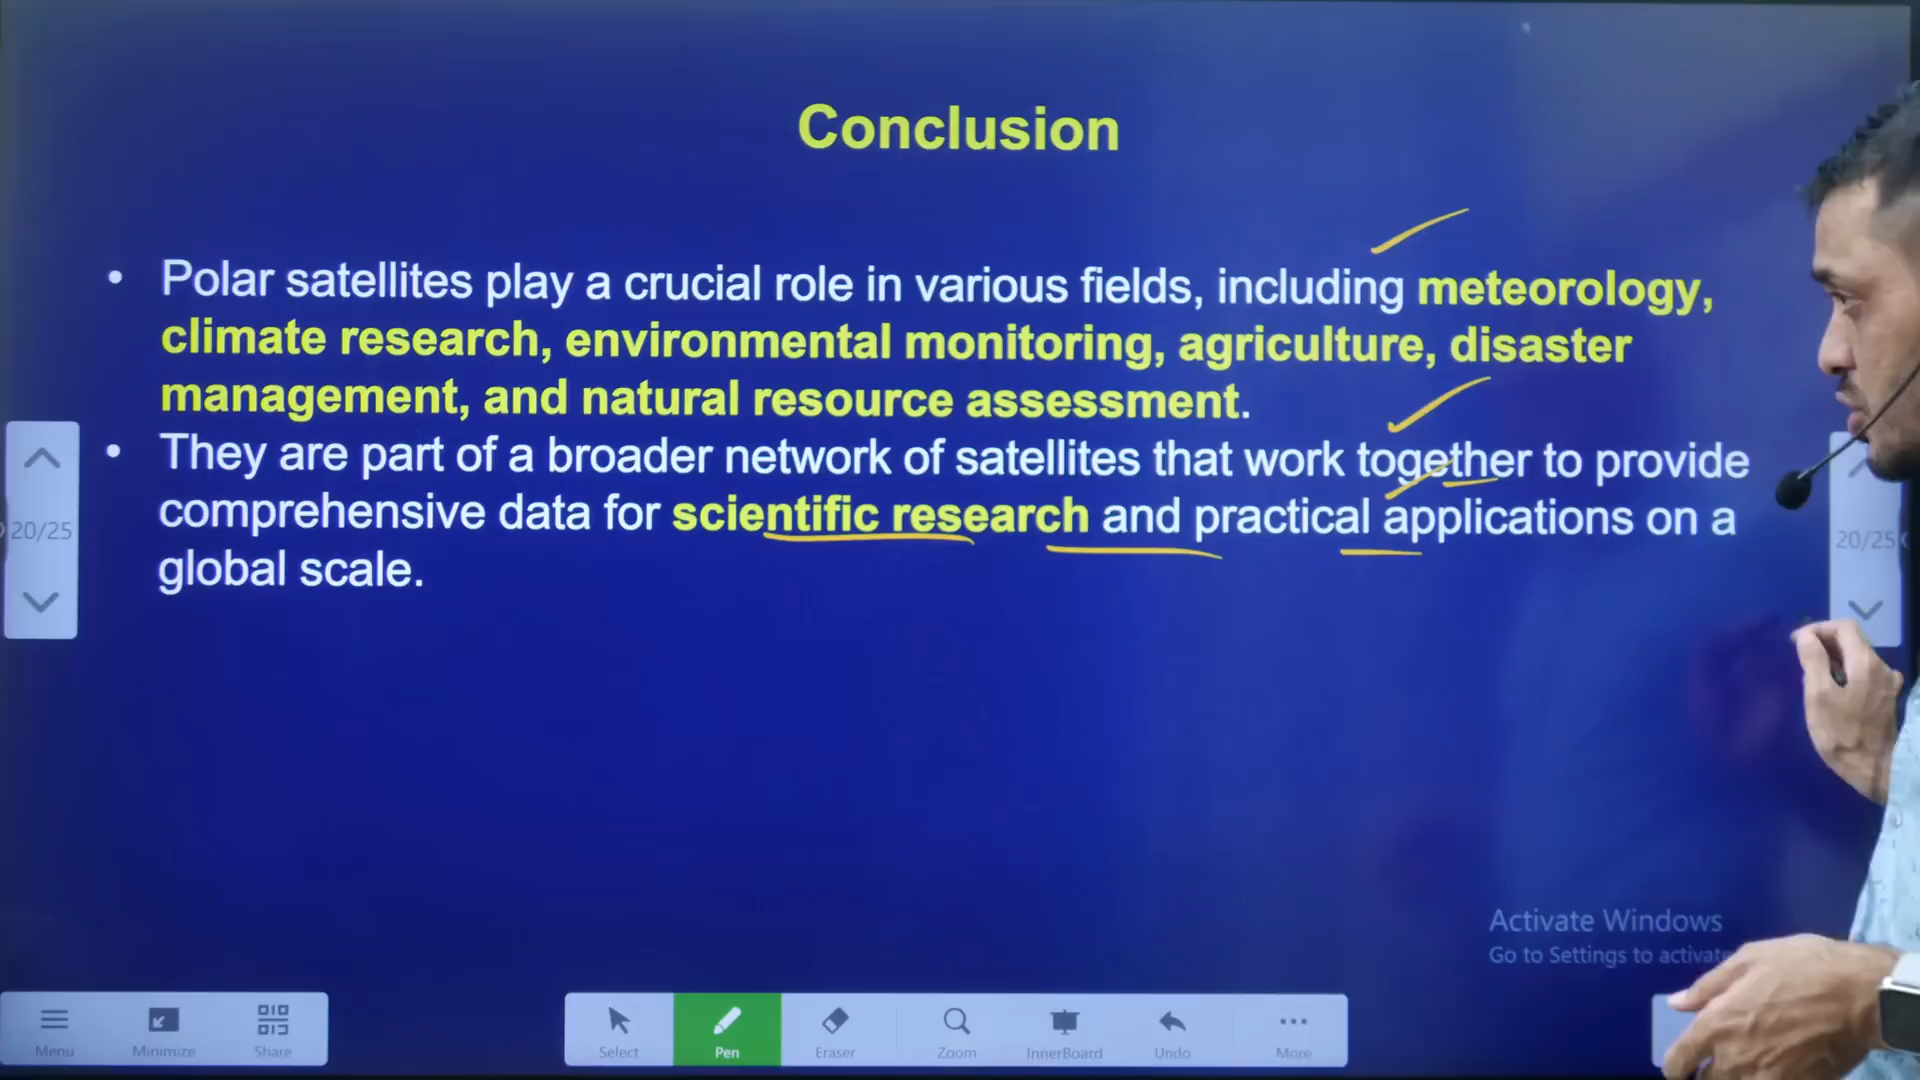 Conclusion
• Polar satellites play a crucial role in various fields, including meteorology,
climate research, environmental monitoring, agriculture, disaster
management, and natural resource assessment.
• They are part of a broader network of satellites that work together to provide
comprehensive data for scientific research and practical applications on a
global scale.
20/25
20/25
Activate Windows
Go to Settings to activate
Menu
Minimize
Share
Select
Pen
Eraser
Zoom
InnerBoard
Undo
More